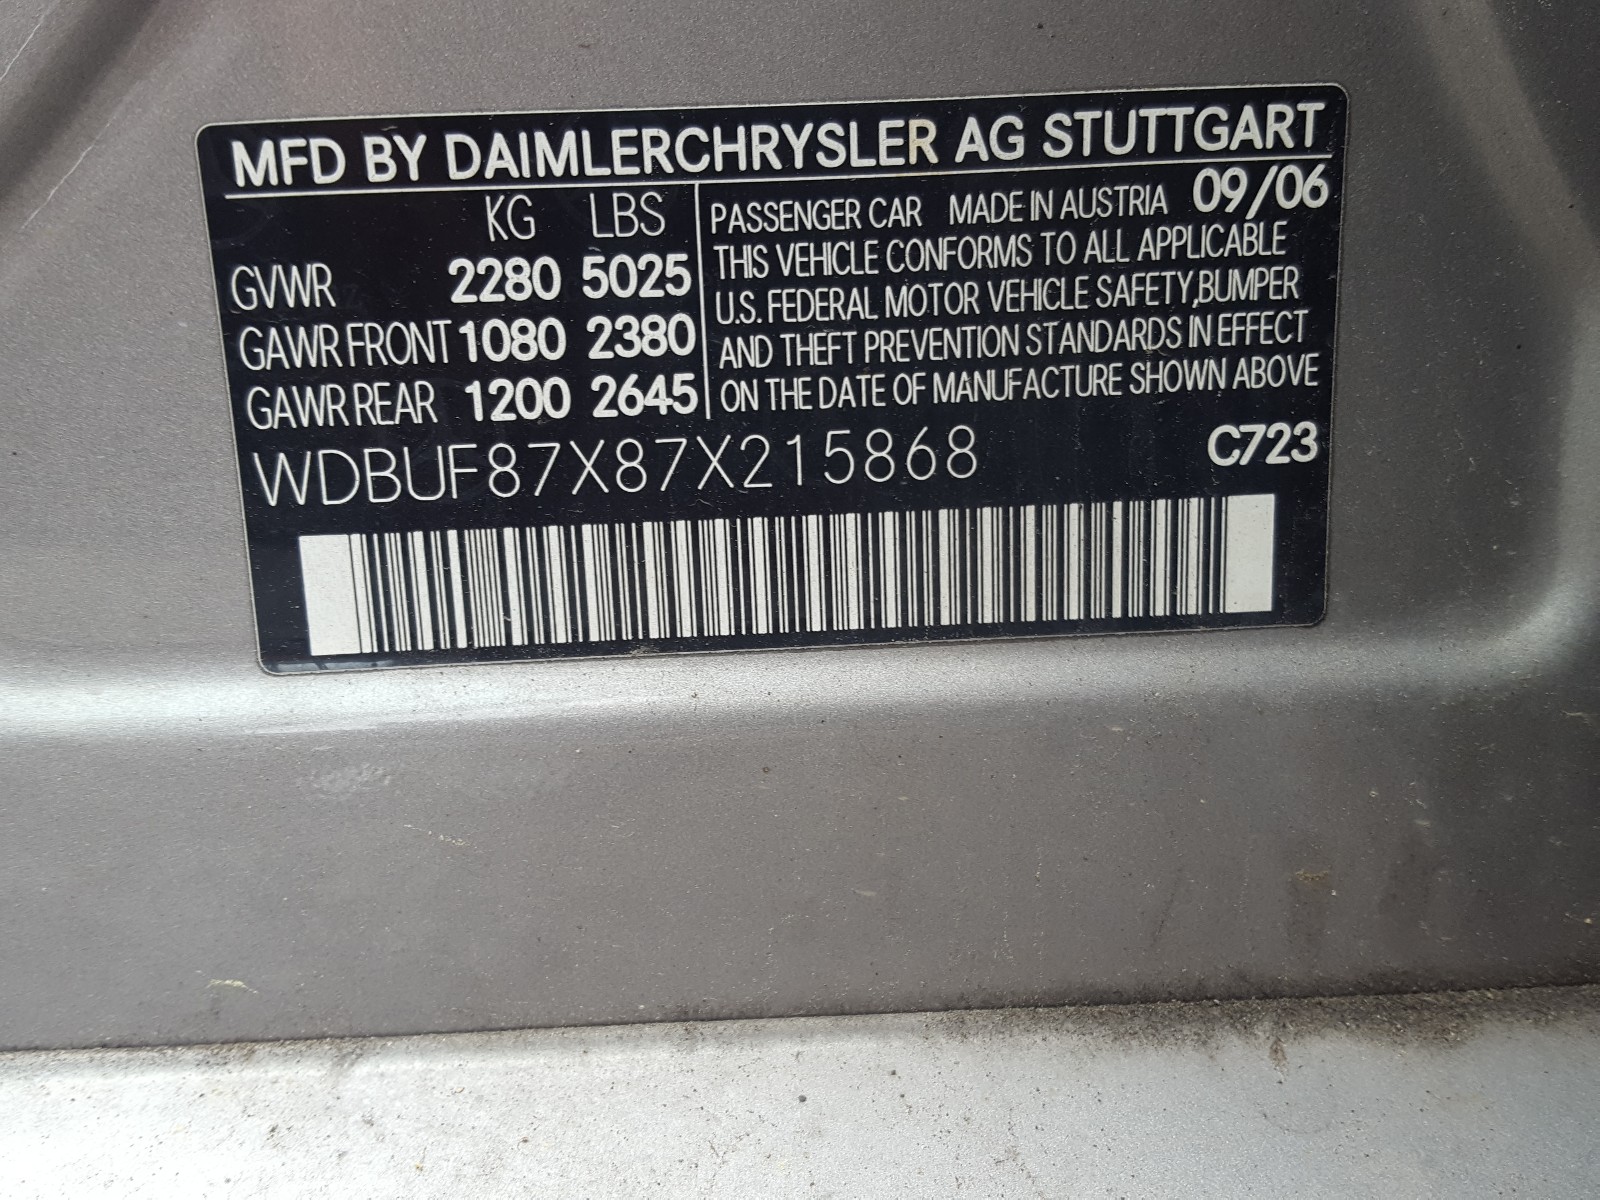 MFD BY DAIMLERCHRYSLER AG STUTTGART
KG LBS
GVWR 2280 5025
GAWR FRONT 1080 2380
GAWR REAR 1200 2645
PASSENGER CAR MADE IN AUSTRIA 09/06
THIS VEHICLE CONFORMS TO ALL APPLICABLE
U.S. FEDERAL MOTOR VEHICLE SAFETY,BUMPER
AND THEFT PREVENTION STANDARDS IN EFFECT
ON THE DATE OF MANUFACTURE SHOWN ABOVE
WDBUF87X87X215868 C723